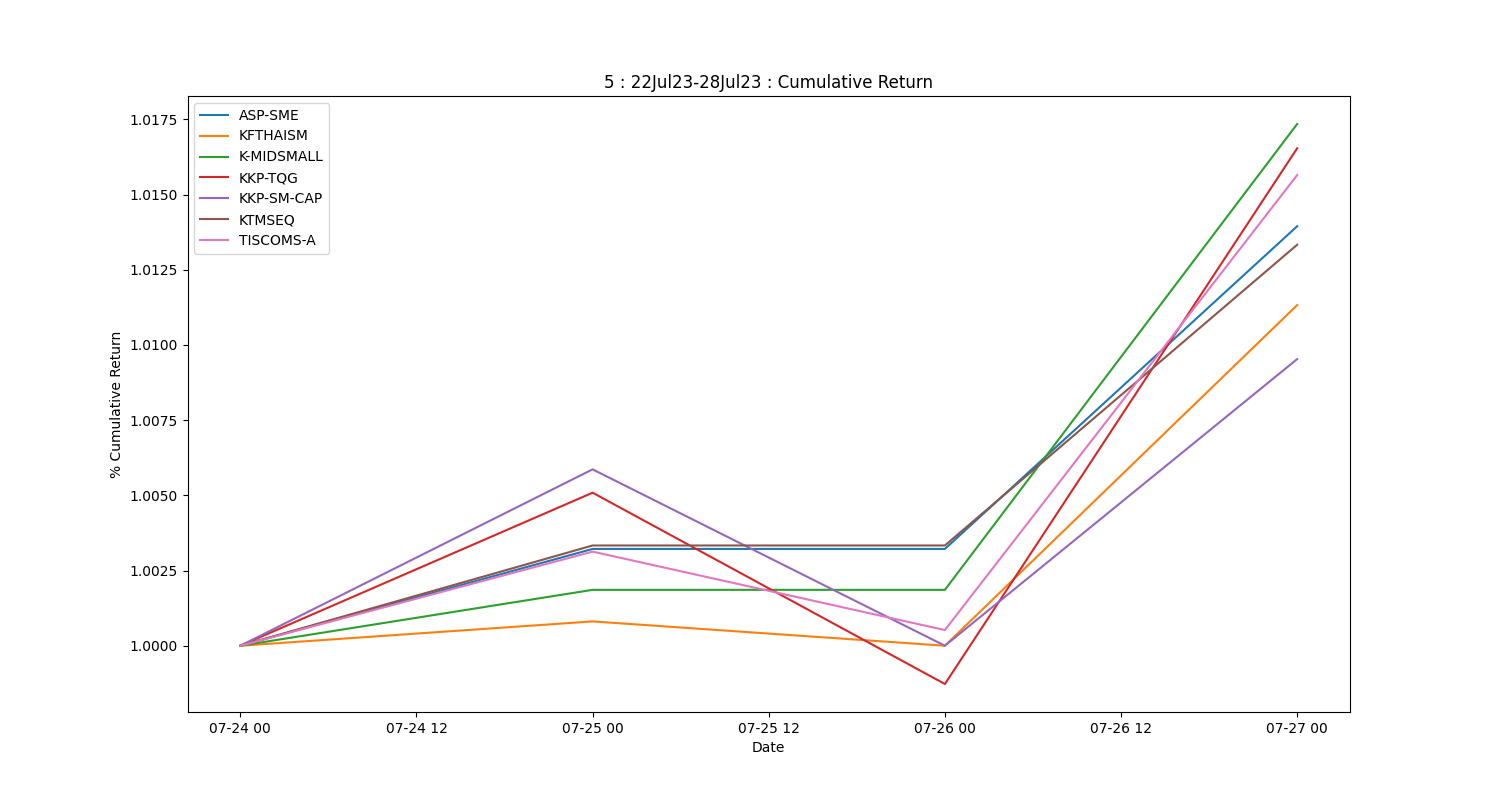 5 : 22Jul23-28Jul23 : Cumulative Return
ASP-SME
KFTHAISM
K-MIDSMALL
KKP-TQG
KKP-SM-CAP
KTMSEQ
TISCOMS-A
% Cumulative Return
1.0175
1.0150
1.0125
1.0100
1.0075
1.0050
1.0025
1.0000
07-24 00
07-24 12
07-25 00
07-25 12
07-26 00
07-26 12
07-27 00
Date